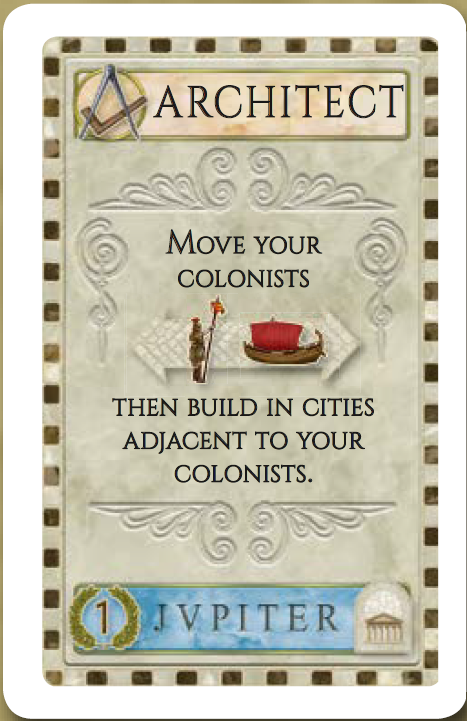 ARCHITECT
MOVE YOUR
COLONISTS
THEN BUILD IN CITIES
ADJACENT TO YOUR
COLONISTS.
1 JVPITER